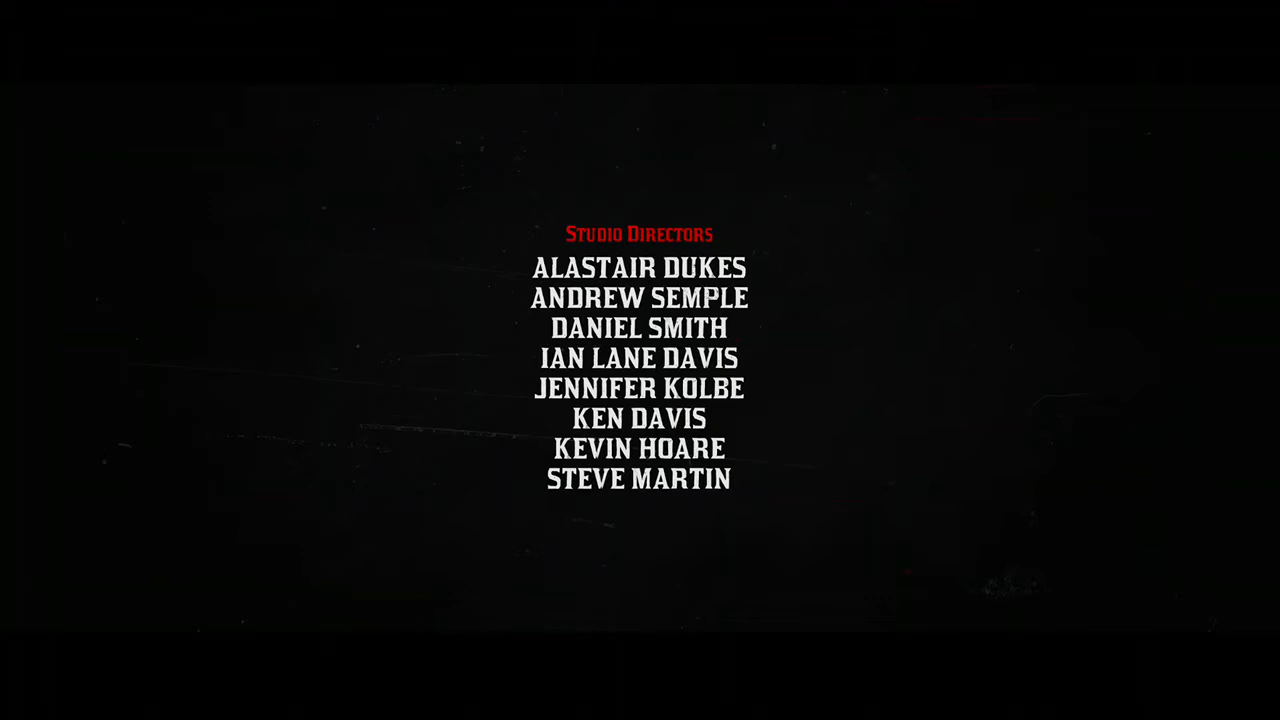 Studio Directors
ALASTAIR DUKES
ANDREW SEMPLE
DANIEL SMITH
IAN LANE DAVIS
JENNIFER KOLBE
KEN DAVIS
KEVIN HOARE
STEVE MARTIN